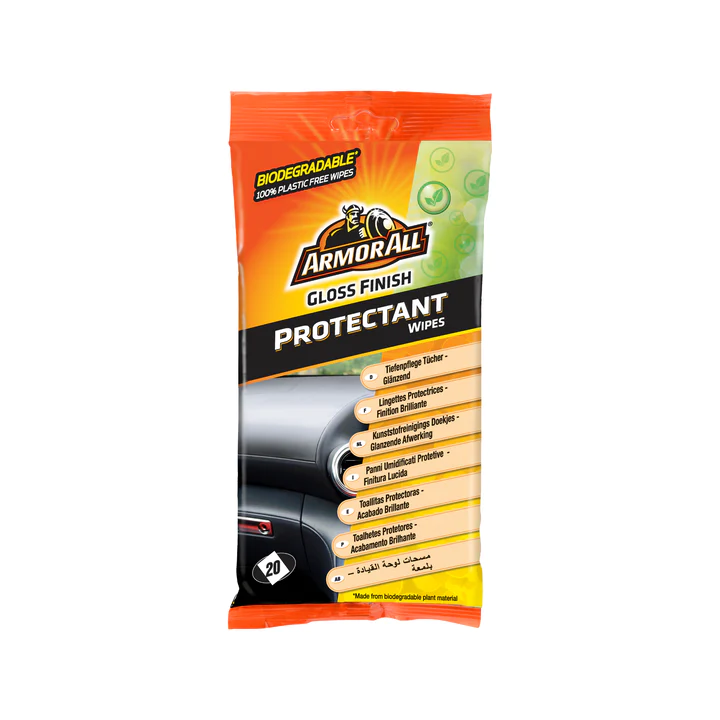 BIODEGRADABLE*
100% PLASTIC FREE WIPES
ARMORALL®
GLOSS FINISH
PROTECTANT
WIPES
D Tiefenpflege Tücher -
Glänzend
F Lingettes Protectrices -
Finition Brilliante
NL Kunststofreinigings Doekjes -
Glanzende Afwerking
I Panni Umidificati Protetive -
Finitura Lucida
E Toallitas Protectoras -
Acabado Brillante
P Toalhetes Protetores -
Acabamento Brilhante
AR مسحات لوحة القيادة –
بلمعة
20
*Made from biodegradable plant material